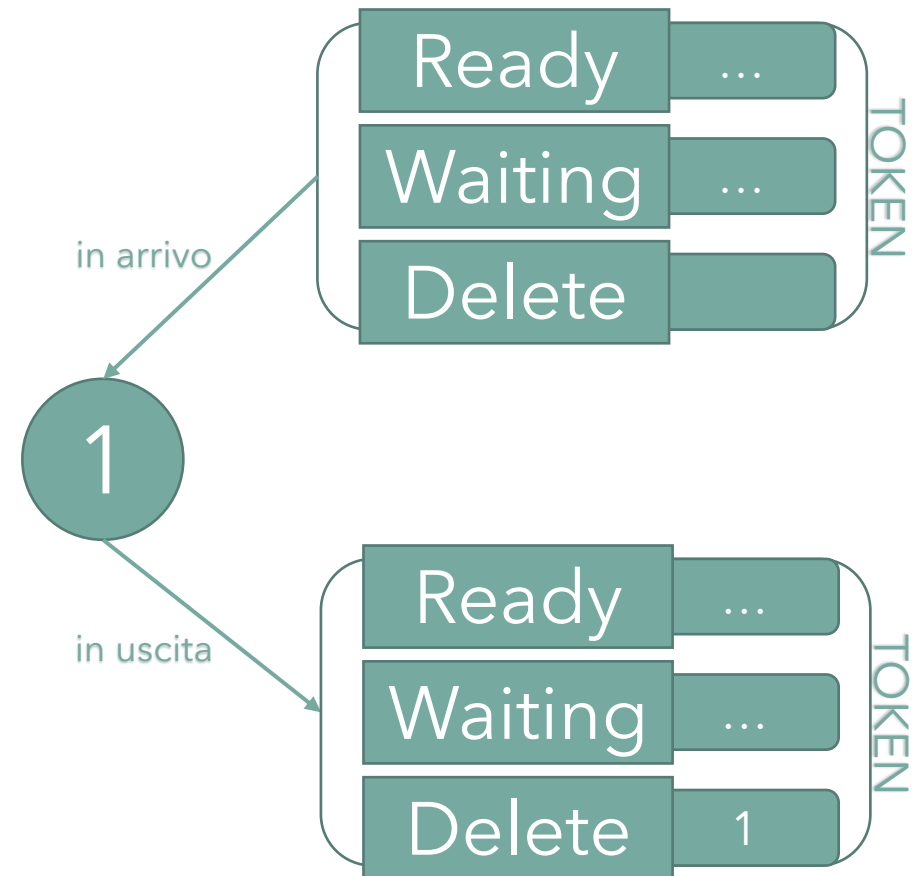 Ready ...
Waiting ...
Delete
TOKEN
in arrivo
1
in uscita
Ready ...
Waiting ...
Delete 1
TOKEN